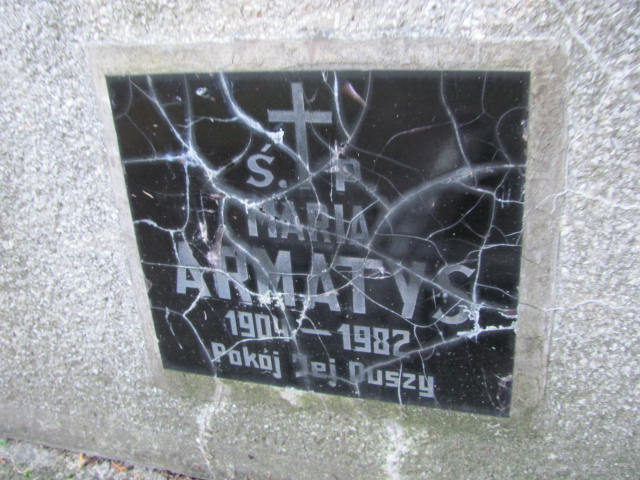 Ś. P
MARIA
ARMATYS
1904—1982
Pokój Jej Duszy